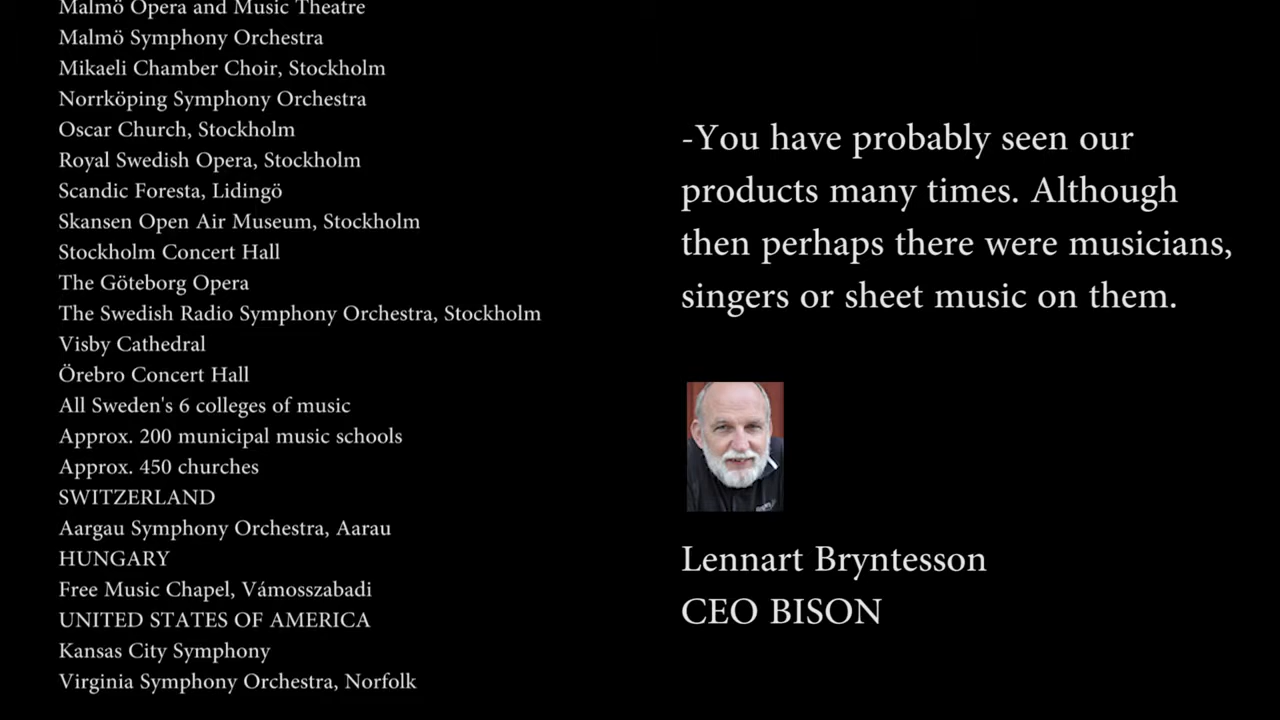 Malmö Opera and Music Theatre
Malmö Symphony Orchestra
Mikaeli Chamber Choir, Stockholm
Norrköping Symphony Orchestra
Oscar Church, Stockholm
Royal Swedish Opera, Stockholm
Scandic Foresta, Lidingö
Skansen Open Air Museum, Stockholm
Stockholm Concert Hall
The Göteborg Opera
The Swedish Radio Symphony Orchestra, Stockholm
Visby Cathedral
Örebro Concert Hall
All Sweden's 6 colleges of music
Approx. 200 municipal music schools
Approx. 450 churches
SWITZERLAND
Aargau Symphony Orchestra, Aarau
HUNGARY
Free Music Chapel, Vámosszabadi
UNITED STATES OF AMERICA
Kansas City Symphony
Virginia Symphony Orchestra, Norfolk
-You have probably seen our
products many times. Although
then perhaps there were musicians,
singers or sheet music on them.
Lennart Bryntesson
CEO BISON